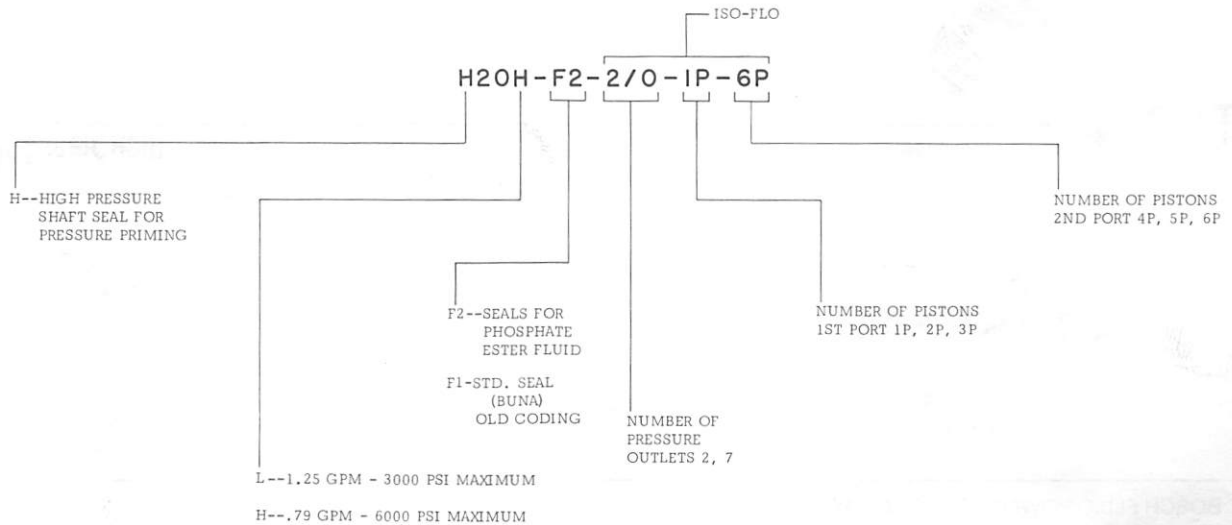 ISO-FLO
H20H-F2-2/0-1P-6P
H--HIGH PRESSURE
SHAFT SEAL FOR
PRESSURE PRIMING
NUMBER OF PISTONS
2ND PORT 4P, 5P, 6P
F2--SEALS FOR
PHOSPHATE
ESTER FLUID
NUMBER OF PISTONS
1ST PORT 1P, 2P, 3P
F1-STD. SEAL
(BUNA)
OLD CODING
NUMBER OF
PRESSURE
OUTLETS 2, 7
L--1.25 GPM - 3000 PSI MAXIMUM
H--.79 GPM - 6000 PSI MAXIMUM